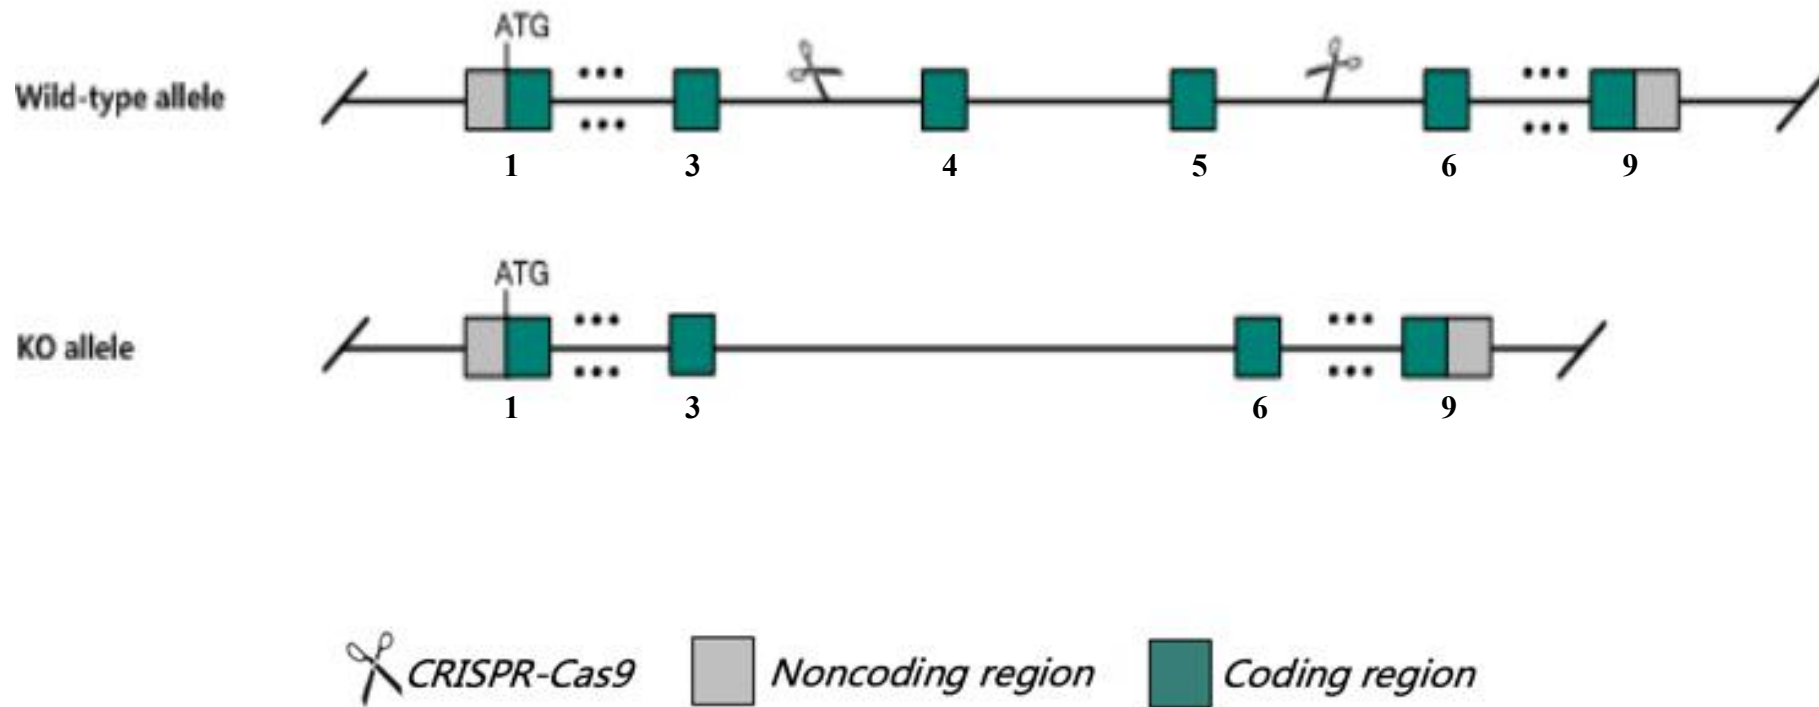 ATG
Wild-type allele
1 3 4 5 6 9
ATG
KO allele
1 3 6 9
CRISPR-Cas9 Noncoding region Coding region